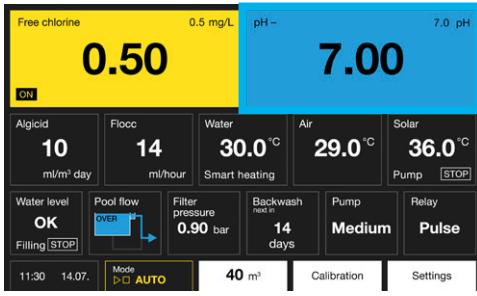 Free chlorine 0.5 mg/L
0.50
ON
pH – 7.0 pH
7.00
Algicid
10
ml/m³ day
Flocc
14
ml/hour
Water
30.0°C
Smart heating
Air
29.0°C
Solar
36.0°C
Pump STOP
Water level
OK
Filling STOP
Pool flow
OVER
Filter
pressure
0.90 bar
Backwash
next in
14
days
Pump
Medium
Relay
Pulse
11:30 14.07.
Mode
AUTO
40 m³
Calibration
Settings